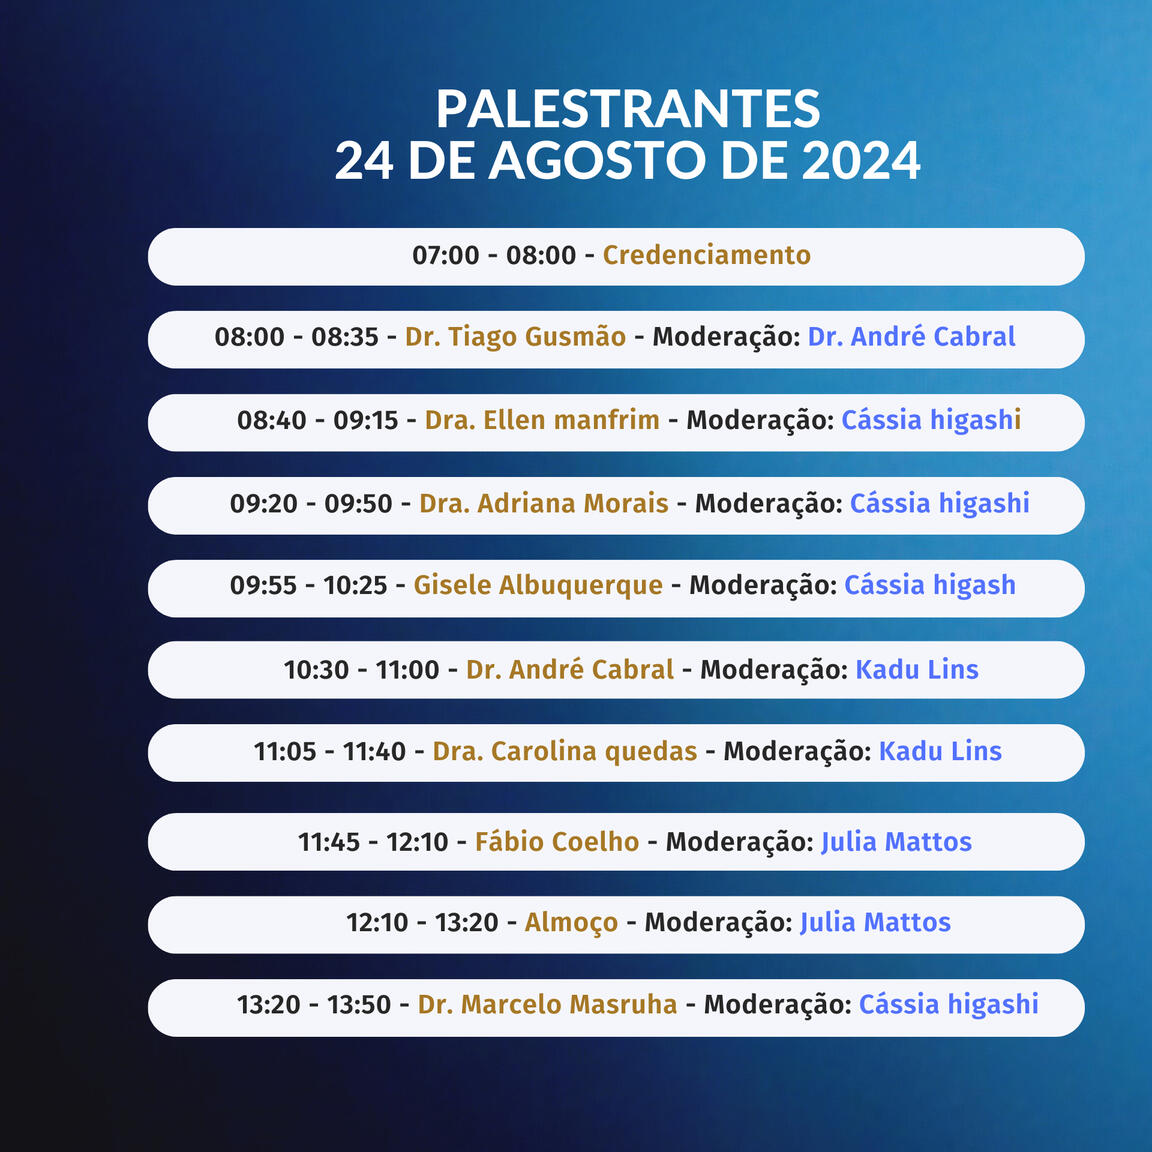 PALESTRANTES
24 DE AGOSTO DE 2024
07:00 - 08:00 - Credenciamento
08:00 - 08:35 - Dr. Tiago Gusmão - Moderação: Dr. André Cabral
08:40 - 09:15 - Dra. Ellen manfrim - Moderação: Cássia higashi
09:20 - 09:50 - Dra. Adriana Morais - Moderação: Cássia higashi
09:55 - 10:25 - Gisele Albuquerque - Moderação: Cássia higash
10:30 - 11:00 - Dr. André Cabral - Moderação: Kadu Lins
11:05 - 11:40 - Dra. Carolina quedas - Moderação: Kadu Lins
11:45 - 12:10 - Fábio Coelho - Moderação: Julia Mattos
12:10 - 13:20 - Almoço - Moderação: Julia Mattos
13:20 - 13:50 - Dr. Marcelo Masruha - Moderação: Cássia higashi